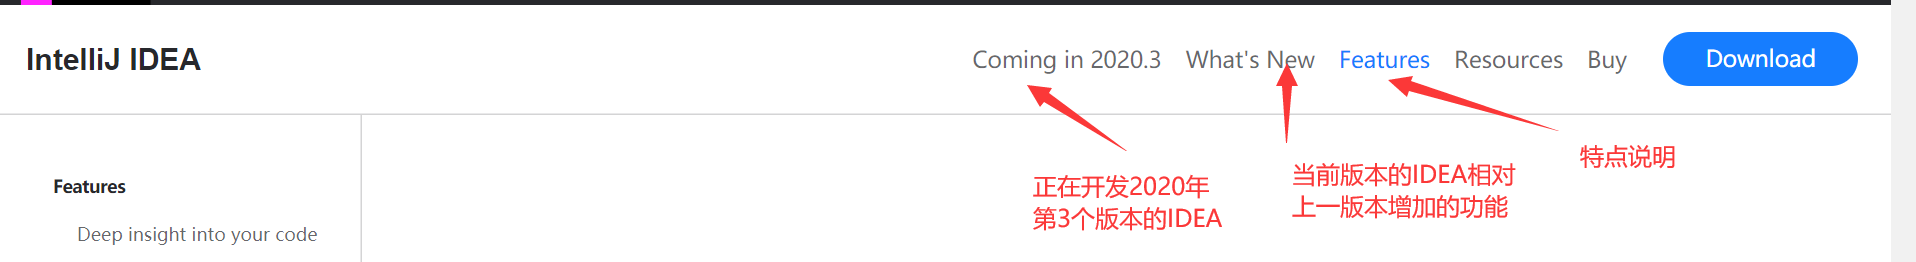 IntelliJ IDEA
Coming in 2020.3 What's New Features Resources Buy Download
特点说明
正在开发2020年
第3个版本的IDEA
当前版本的IDEA相对
上一版本增加的功能
Features
Deep insight into your code